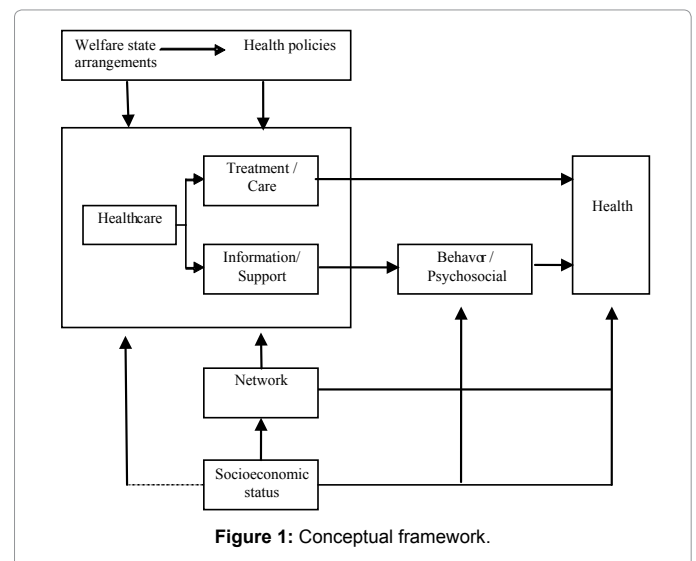 Welfare state
arrangements
Health policies
Treatment /
Care
Healthcare
Information/
Support
Behavor /
Psychosocial
Health
Network
Socioeconomic
status
Figure 1: Conceptual framework.